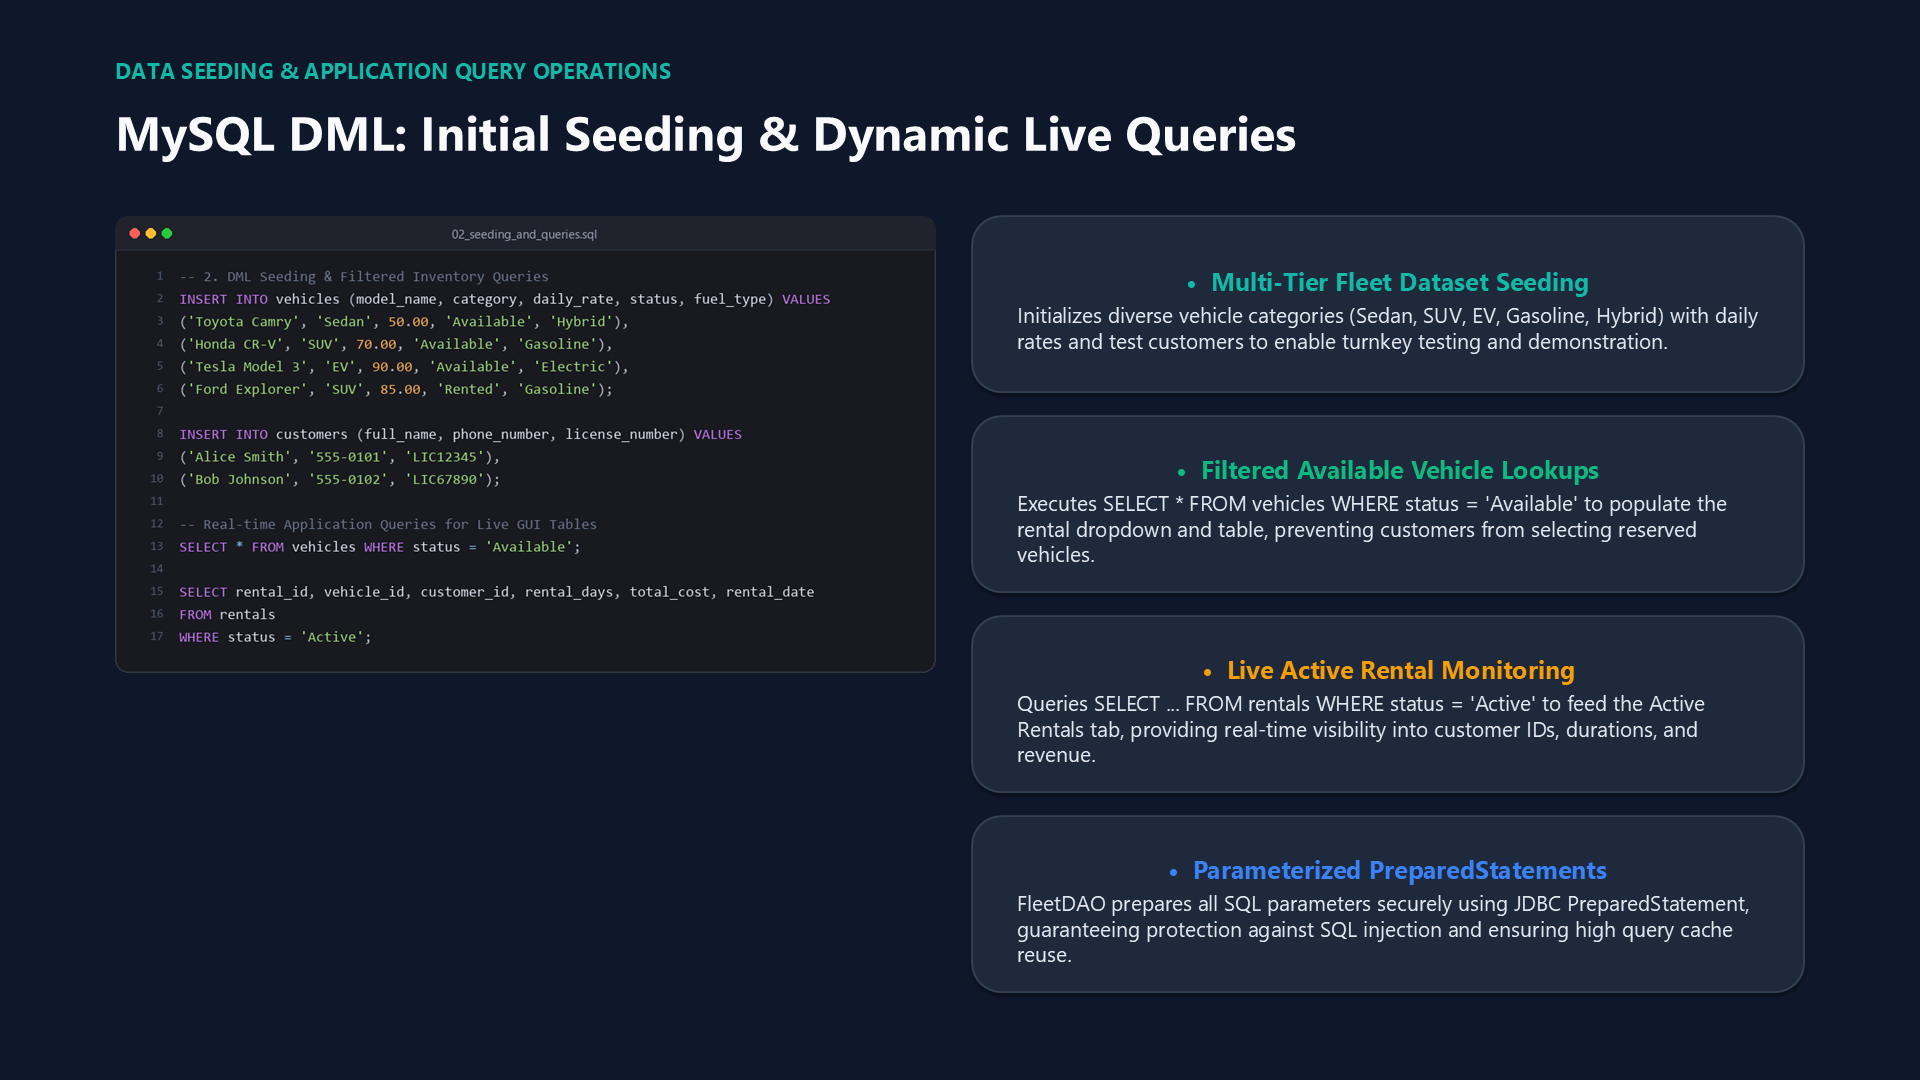 DATA SEEDING & APPLICATION QUERY OPERATIONS
MySQL DML: Initial Seeding & Dynamic Live Queries
02_seeding_and_queries.sql
1 -- 2. DML Seeding & Filtered Inventory Queries
2 INSERT INTO vehicles (model_name, category, daily_rate, status, fuel_type) VALUES
3 ('Toyota Camry', 'Sedan', 50.00, 'Available', 'Hybrid'),
4 ('Honda CR-V', 'SUV', 70.00, 'Available', 'Gasoline'),
5 ('Tesla Model 3', 'EV', 90.00, 'Available', 'Electric'),
6 ('Ford Explorer', 'SUV', 85.00, 'Rented', 'Gasoline');
7
8 INSERT INTO customers (full_name, phone_number, license_number) VALUES
9 ('Alice Smith', '555-0101', 'LIC12345'),
10 ('Bob Johnson', '555-0102', 'LIC67890');
11
12 -- Real-time Application Queries for Live GUI Tables
13 SELECT * FROM vehicles WHERE status = 'Available';
14
15 SELECT rental_id, vehicle_id, customer_id, rental_days, total_cost, rental_date
16 FROM rentals
17 WHERE status = 'Active';
• Multi-Tier Fleet Dataset Seeding
Initializes diverse vehicle categories (Sedan, SUV, EV, Gasoline, Hybrid) with daily
rates and test customers to enable turnkey testing and demonstration.
• Filtered Available Vehicle Lookups
Executes SELECT * FROM vehicles WHERE status = 'Available' to populate the
rental dropdown and table, preventing customers from selecting reserved
vehicles.
• Live Active Rental Monitoring
Queries SELECT ... FROM rentals WHERE status = 'Active' to feed the Active
Rentals tab, providing real-time visibility into customer IDs, durations, and
revenue.
• Parameterized PreparedStatements
FleetDAO prepares all SQL parameters securely using JDBC PreparedStatement,
guaranteeing protection against SQL injection and ensuring high query cache
reuse.